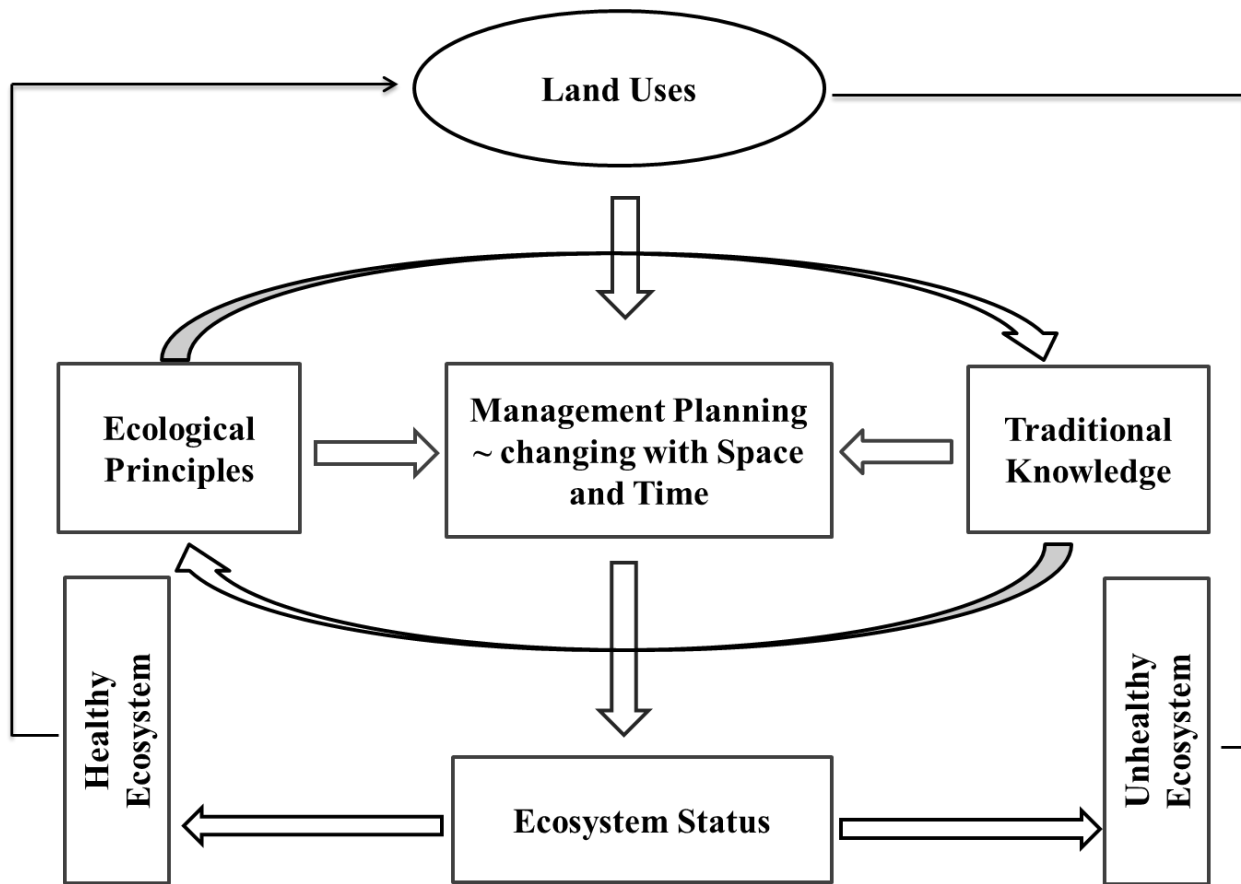 Land Uses
Ecological
Principles
Management Planning
~ changing with Space
and Time
Traditional
Knowledge
Healthy
Ecosystem
Ecosystem Status
Unhealthy
Ecosystem